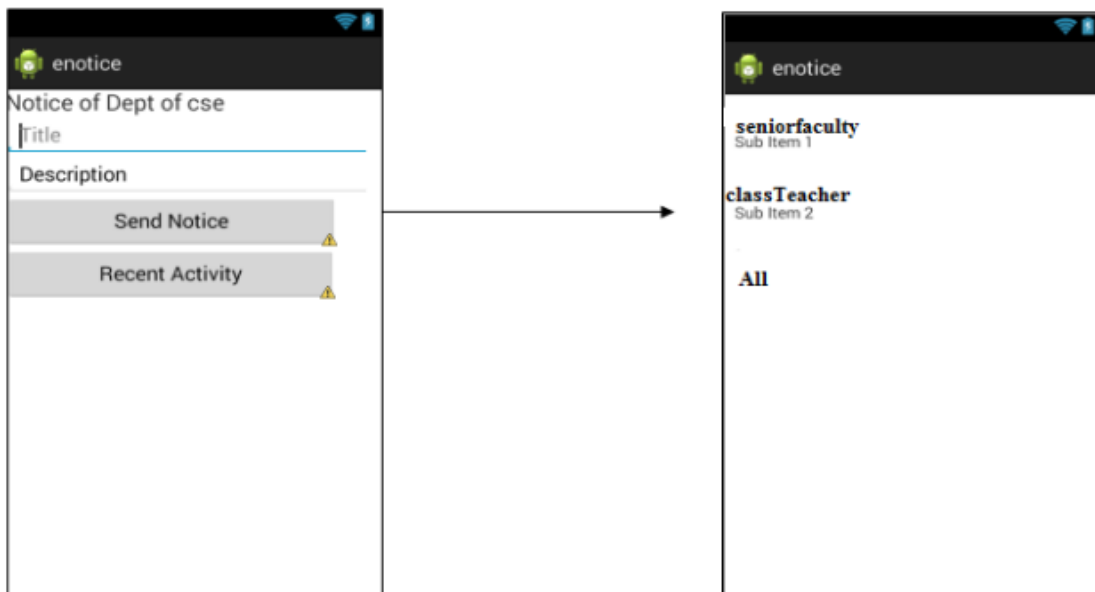 enotice
Notice of Dept of cse
Title
Description
Send Notice
Recent Activity
enotice
seniorfaculty
Sub Item 1
classTeacher
Sub Item 2
All